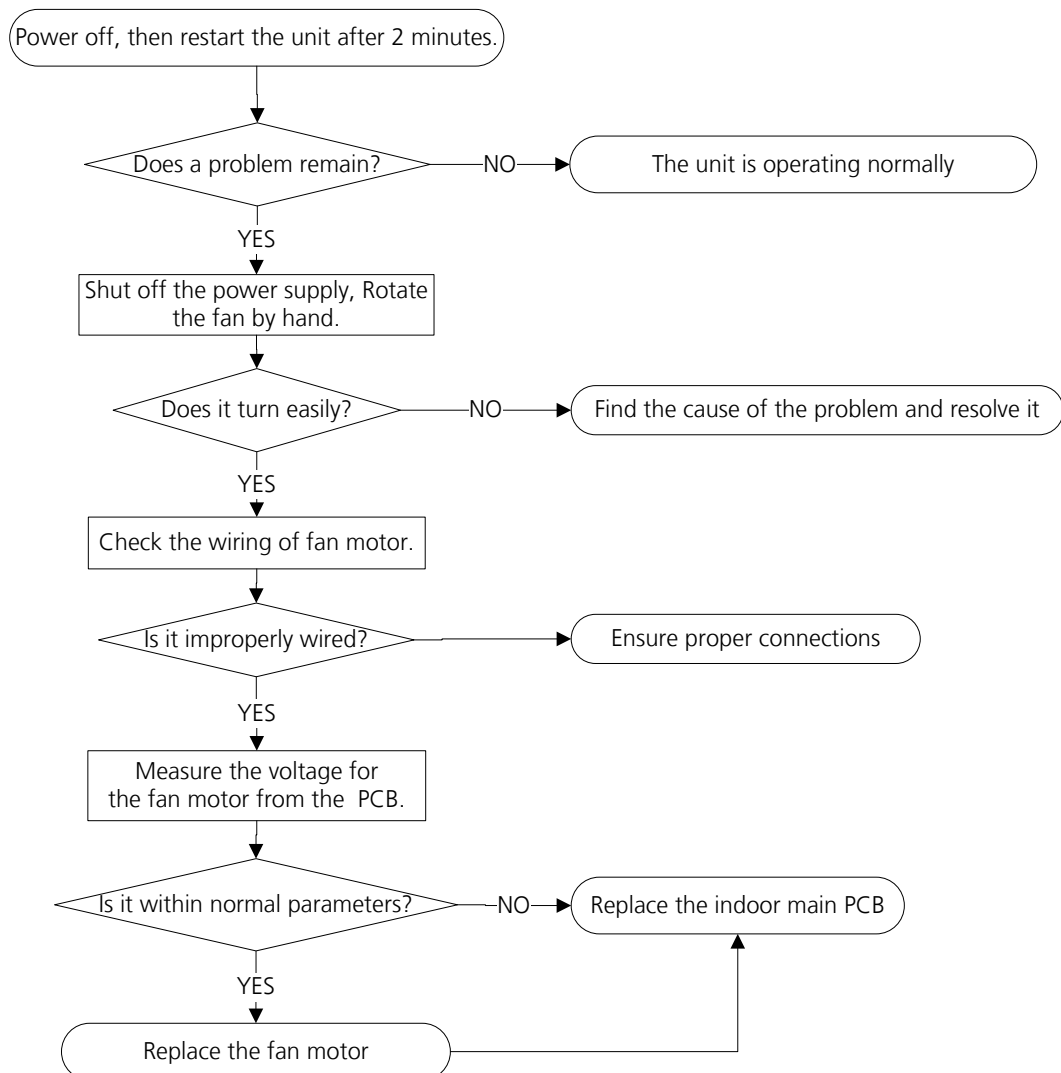 Power off, then restart the unit after 2 minutes.
Does a problem remain?
NO
The unit is operating normally
YES
Shut off the power supply, Rotate
the fan by hand.
Does it turn easily?
NO
Find the cause of the problem and resolve it
YES
Check the wiring of fan motor.
Is it improperly wired?
Ensure proper connections
YES
Measure the voltage for
the fan motor from the PCB.
Is it within normal parameters?
NO
Replace the indoor main PCB
YES
Replace the fan motor